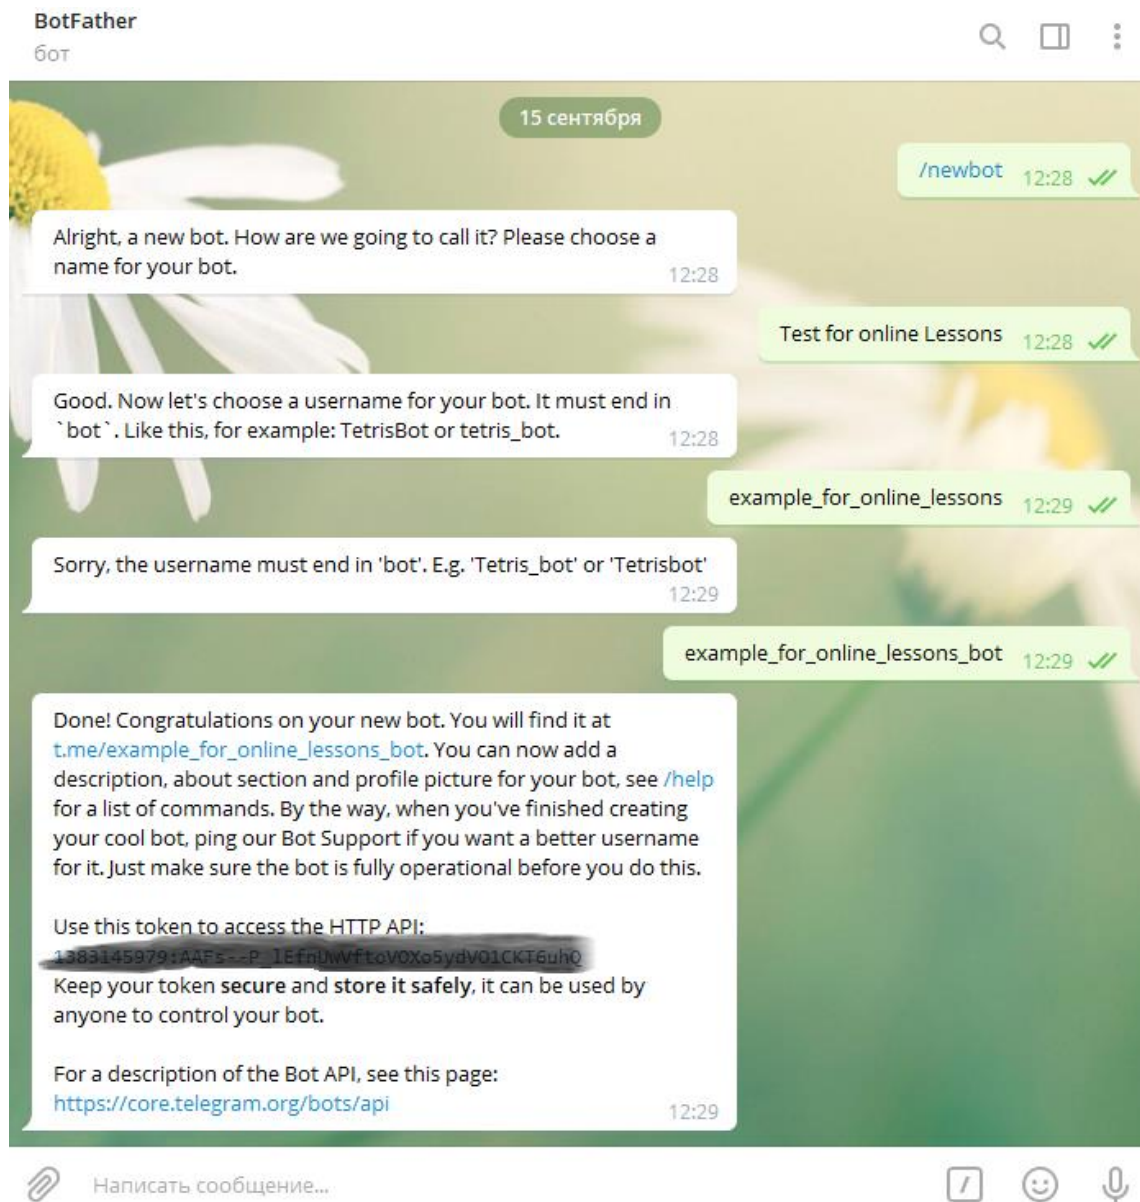 BotFather
бот
15 сентября
/newbot 12:28
Alright, a new bot. How are we going to call it? Please choose a
name for your bot. 12:28
Test for online Lessons 12:28
Good. Now let's choose a username for your bot. It must end in
`bot`. Like this, for example: TetrisBot or tetris_bot. 12:28
example_for_online_lessons 12:29
Sorry, the username must end in 'bot'. E.g. 'Tetris_bot' or 'Tetrisbot'
12:29
example_for_online_lessons_bot 12:29
Done! Congratulations on your new bot. You will find it at
t.me/example_for_online_lessons_bot. You can now add a
description, about section and profile picture for your bot, see /help
for a list of commands. By the way, when you've finished creating
your cool bot, ping our Bot Support if you want a better username
for it. Just make sure the bot is fully operational before you do this.
Use this token to access the HTTP API:
Keep your token secure and store it safely, it can be used by
anyone to control your bot.
For a description of the Bot API, see this page:
https://core.telegram.org/bots/api 12:29
Написать сообщение...